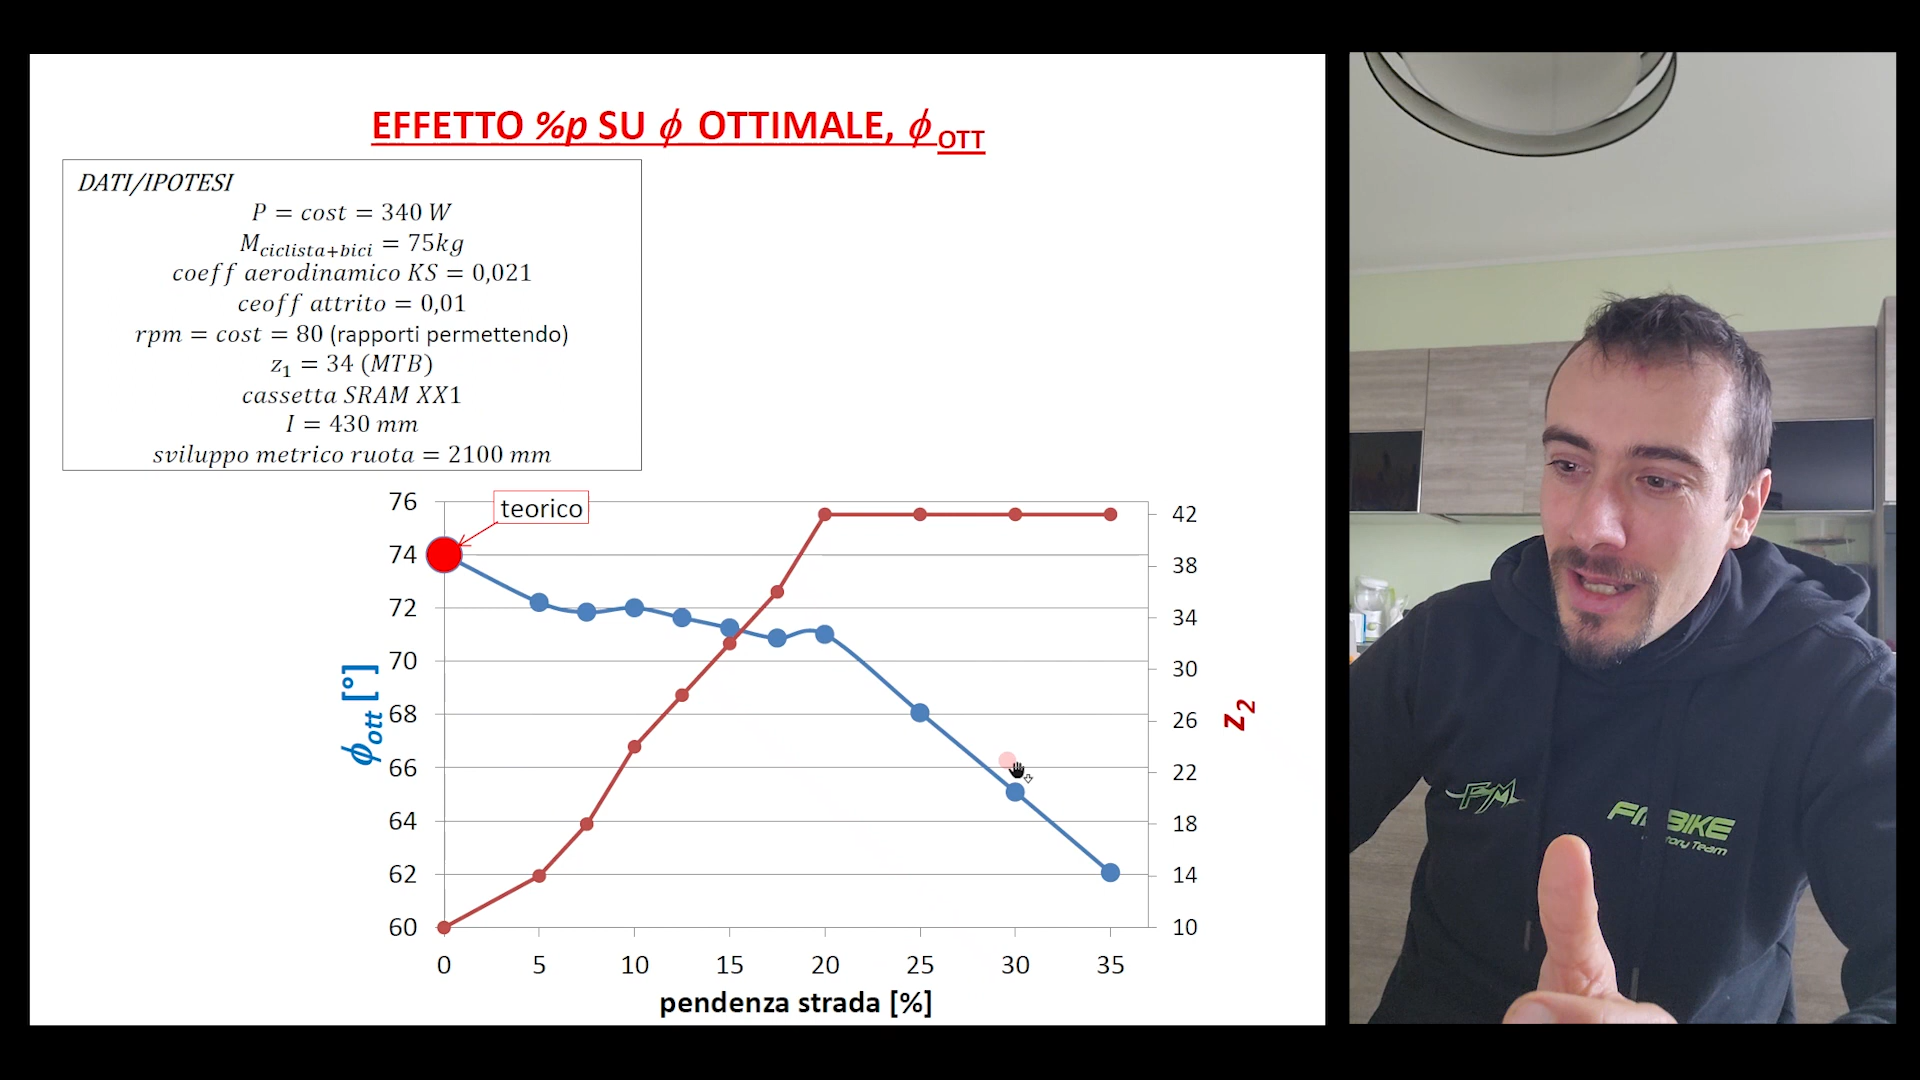 EFFETTO %p SU ϕ OTTIMALE, ϕ OTT
DATI/IPOTESI
P = cost = 340 W
Mciclista+bici = 75kg
coeff aerodinamico KS = 0,021
ceoff attrito = 0,01
rpm = cost = 80 (rapporti permettendo)
z1 = 34 (MTB)
cassetta SRAM XX1
I = 430 mm
sviluppo metrico ruota = 2100 mm
teorico
76
74
72
70
68
66
64
62
60
ϕott [°]
42
38
34
30
26
22
18
14
10
z2
0 5 10 15 20 25 30 35
pendenza strada [%]
FM
BIKE
Team